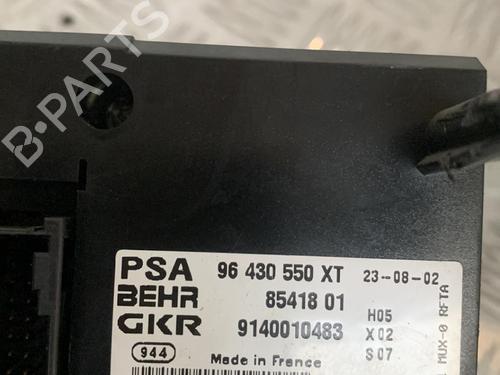 B-PARTS
PSA 96 430 550 XT 23-08-02
BEHR 85418 01 H05
GKR 9140010483 X02
944 Made in France S07
MUX-0 RFTA